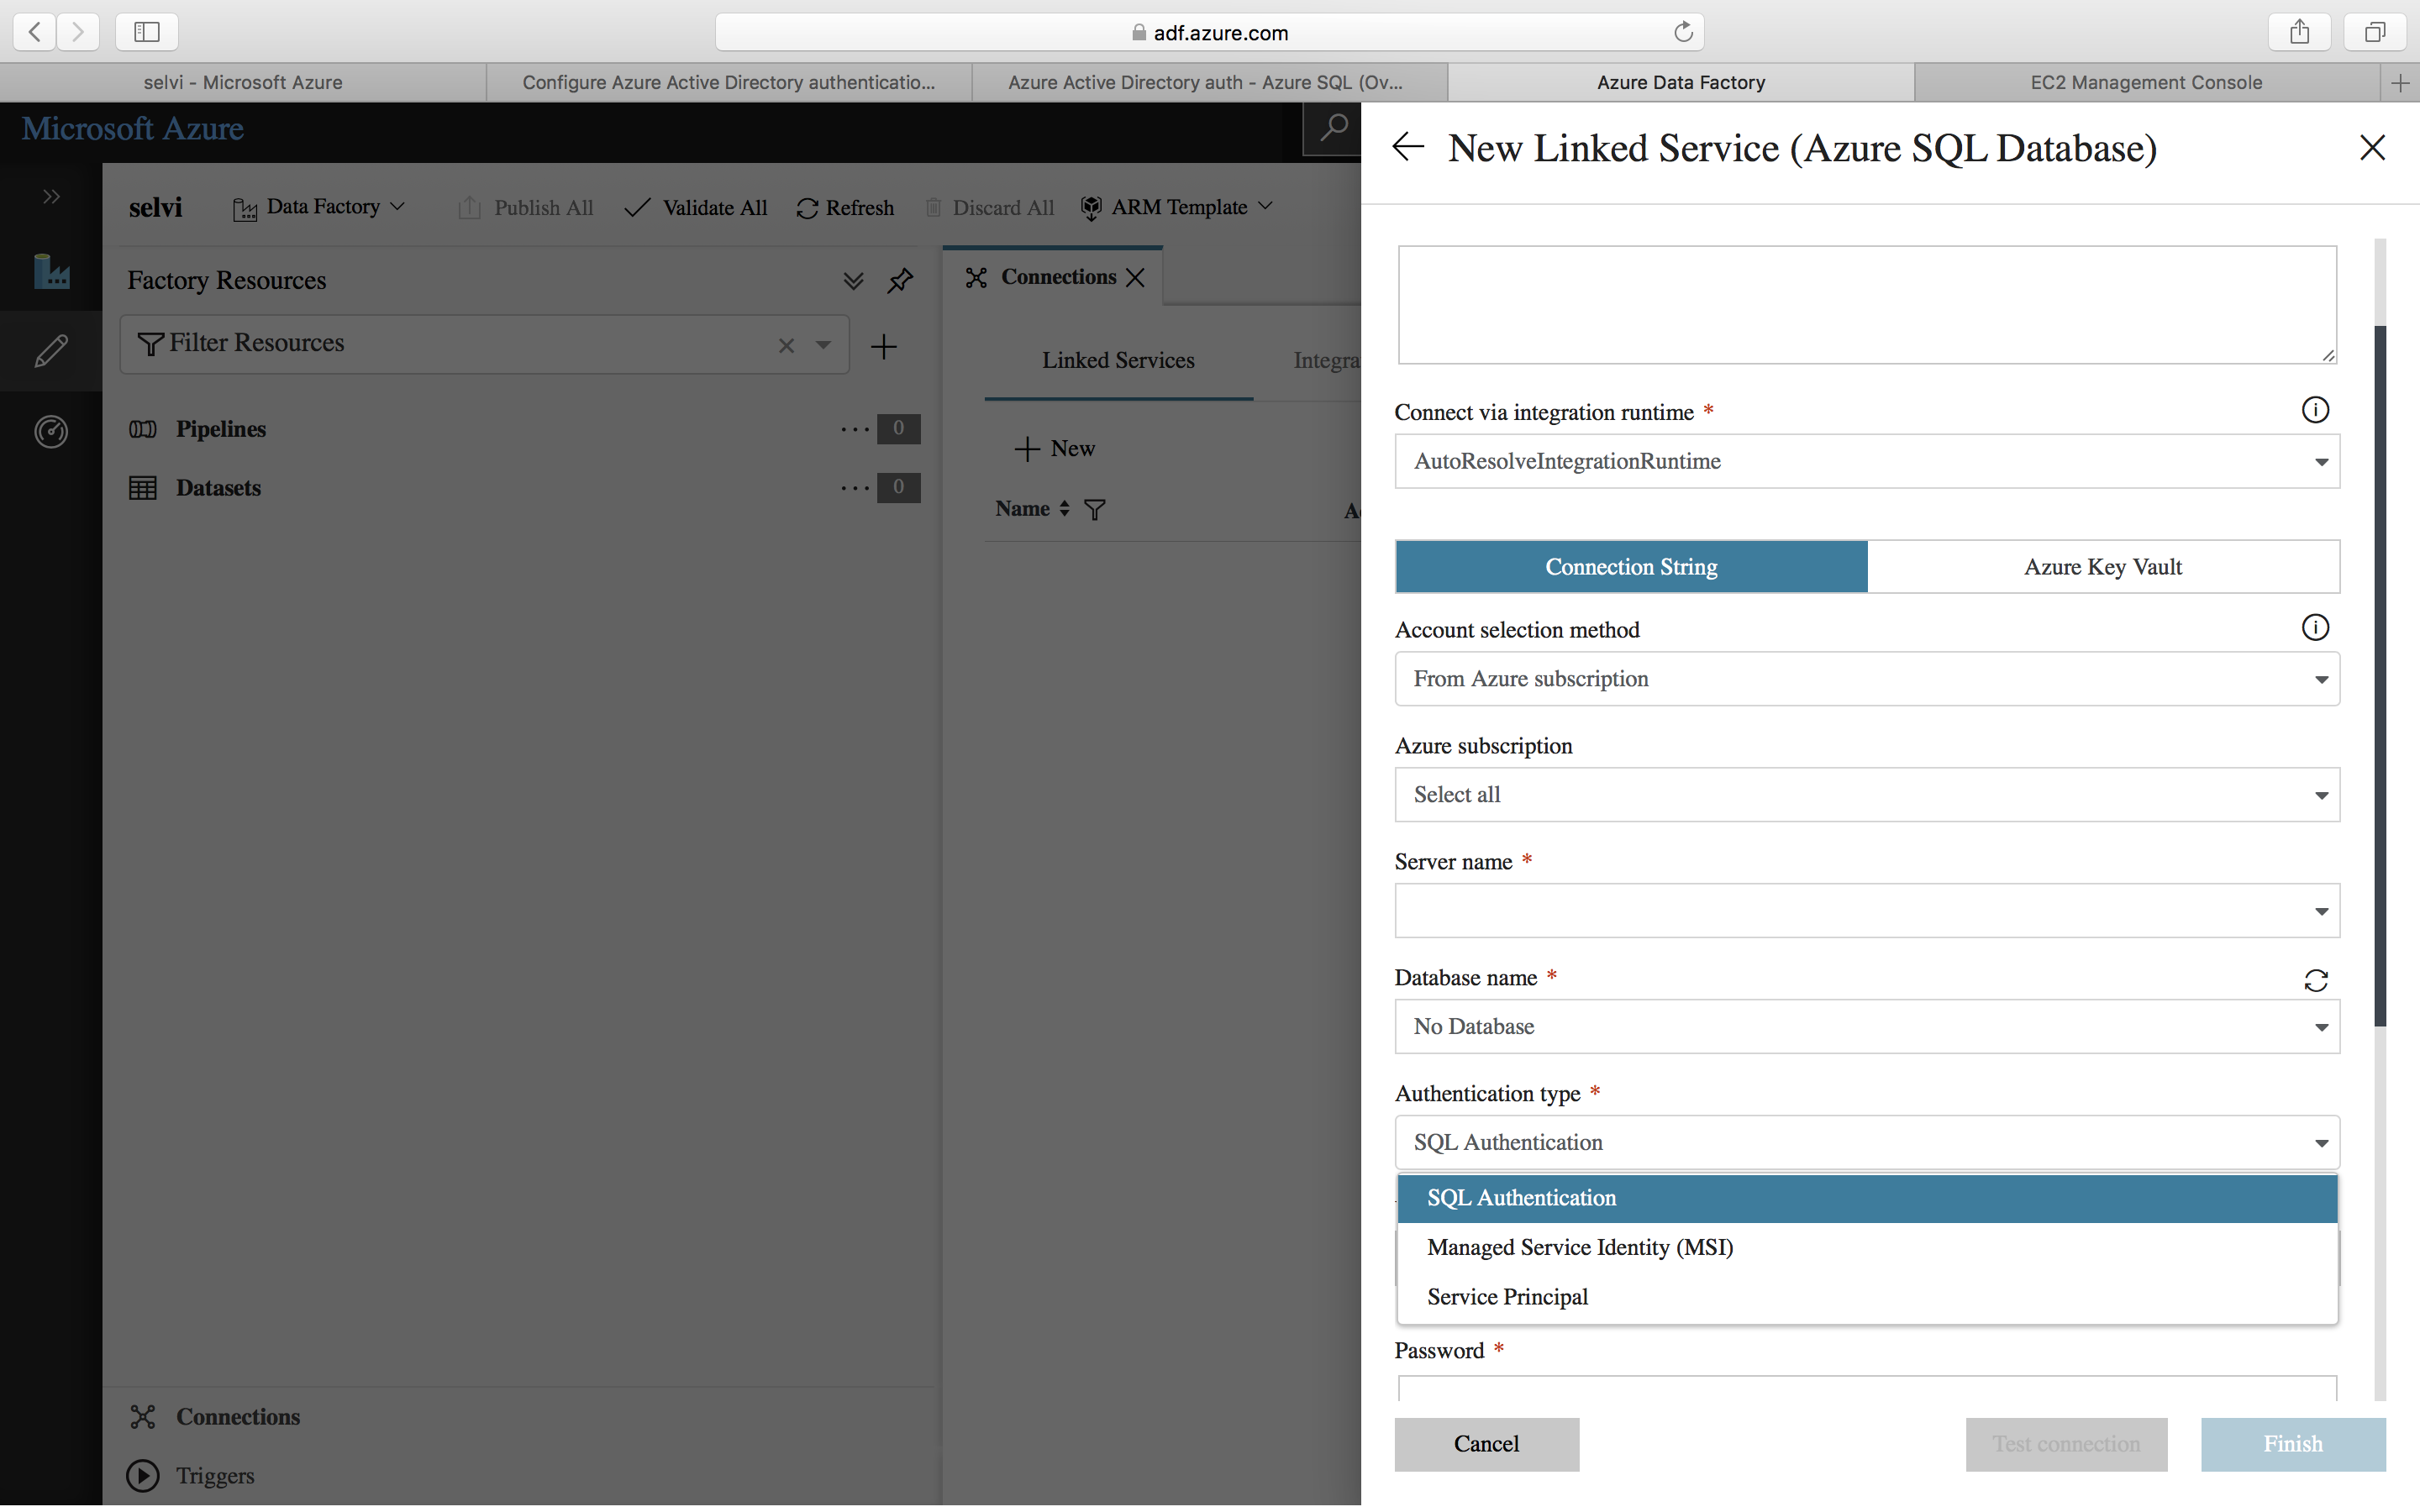 adf.azure.com
selvi - Microsoft Azure
Configure Azure Active Directory authenticatio...
Azure Active Directory auth - Azure SQL (Ov...
Azure Data Factory
EC2 Management Console
Microsoft Azure
selvi
Data Factory
Publish All
Validate All
Refresh
Discard All
ARM Template
Factory Resources
Filter Resources
Pipelines
0
Datasets
0
Connections
Triggers
Connections
Linked Services
Integra
New
Name
New Linked Service (Azure SQL Database)
Connect via integration runtime *
AutoResolveIntegrationRuntime
Connection String
Azure Key Vault
Account selection method
From Azure subscription
Azure subscription
Select all
Server name *
Database name *
No Database
Authentication type *
SQL Authentication
SQL Authentication
Managed Service Identity (MSI)
Service Principal
Password *
Cancel
Test connection
Finish